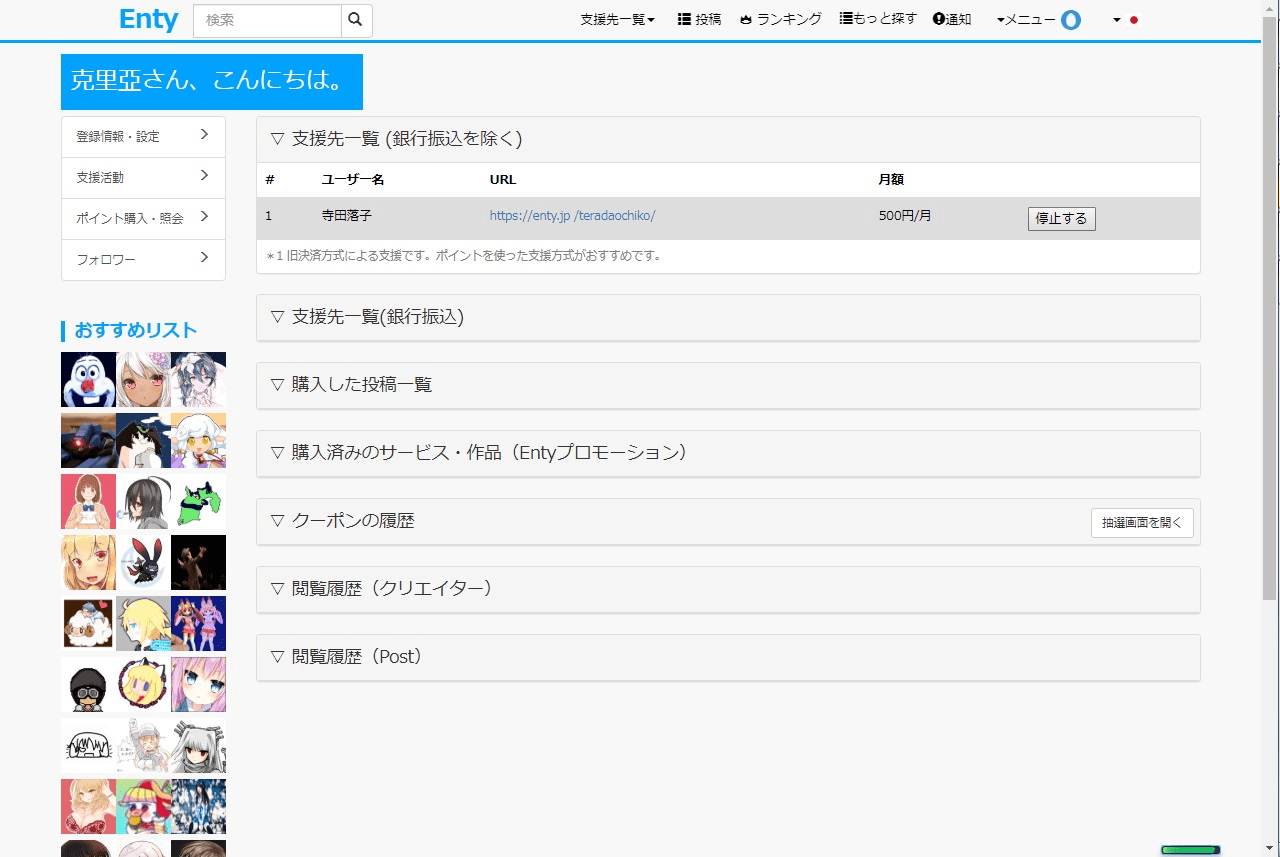 Enty
検索
支援先一覧
投稿
ランキング
もっと探す
通知
メニュー
克里亞さん、こんにちは。
登録情報・設定
支援活動
ポイント購入・照会
フォロワー
おすすめリスト
▽ 支援先一覧 (銀行振込を除く)
# ユーザー名 URL 月額
1 寺田落子 https://enty.jp /teradaochiko/ 500円/月 停止する
＊1 旧決済方式による支援です。ポイントを使った支援方式がおすすめです。
▽ 支援先一覧(銀行振込)
▽ 購入した投稿一覧
▽ 購入済みのサービス・作品（Entyプロモーション）
▽ クーポンの履歴
抽選画面を開く
▽ 閲覧履歴（クリエイター）
▽ 閲覧履歴（Post）